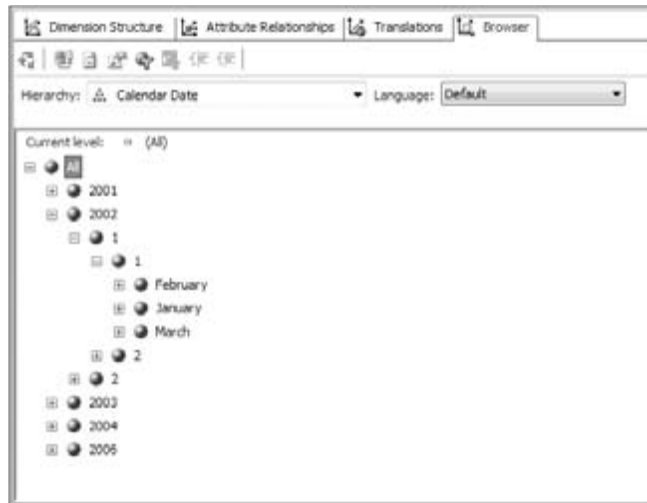 Dimension Structure Attribute Relationships Translations Browser
Hierarchy: Calendar Date Language: Default
Current level: (All)
All
2001
2002
1
1
February
January
March
2
2
2003
2004
2006